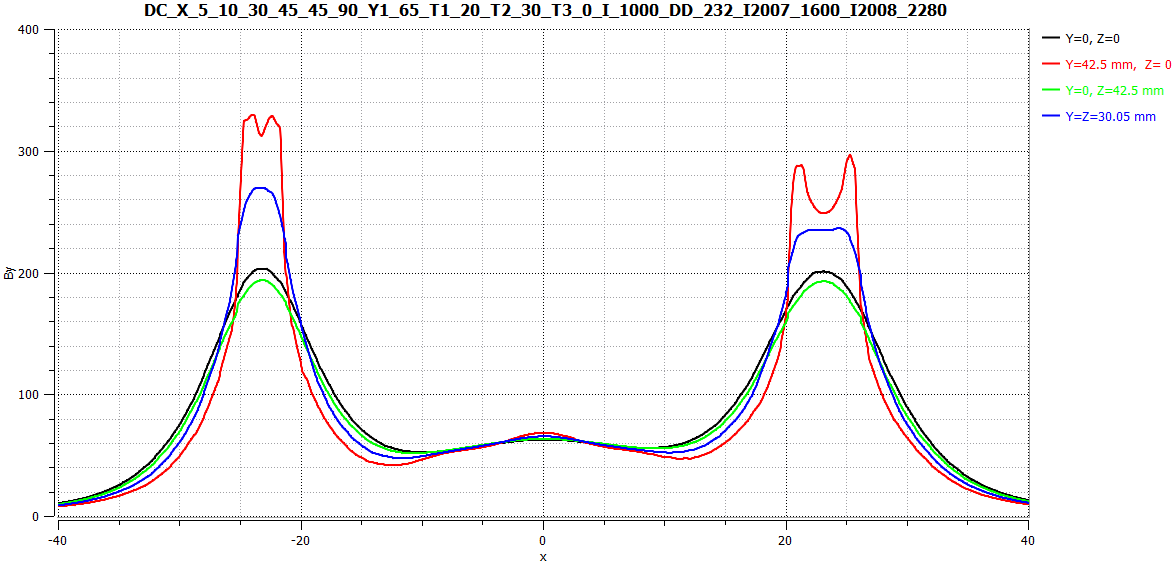 DC_X_5_10_30_45_45_90_Y1_65_T1_20_T2_30_T3_0_I_1000_DD_232_I2007_1600_I2008_2280
400
300
200
100
0
By
-40
-20
0
20
40
x
Y=0, Z=0
Y=42.5 mm, Z= 0
Y=0, Z=42.5 mm
Y=Z=30.05 mm